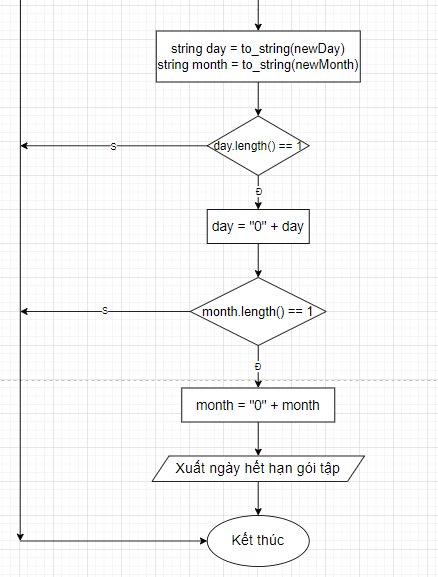 string day = to_string(newDay)
string month = to_string(newMonth)
day.length() == 1
S
Đ
day = "0" + day
month.length() == 1
S
Đ
month = "0" + month
Xuất ngày hết hạn gói tập
Kết thúc